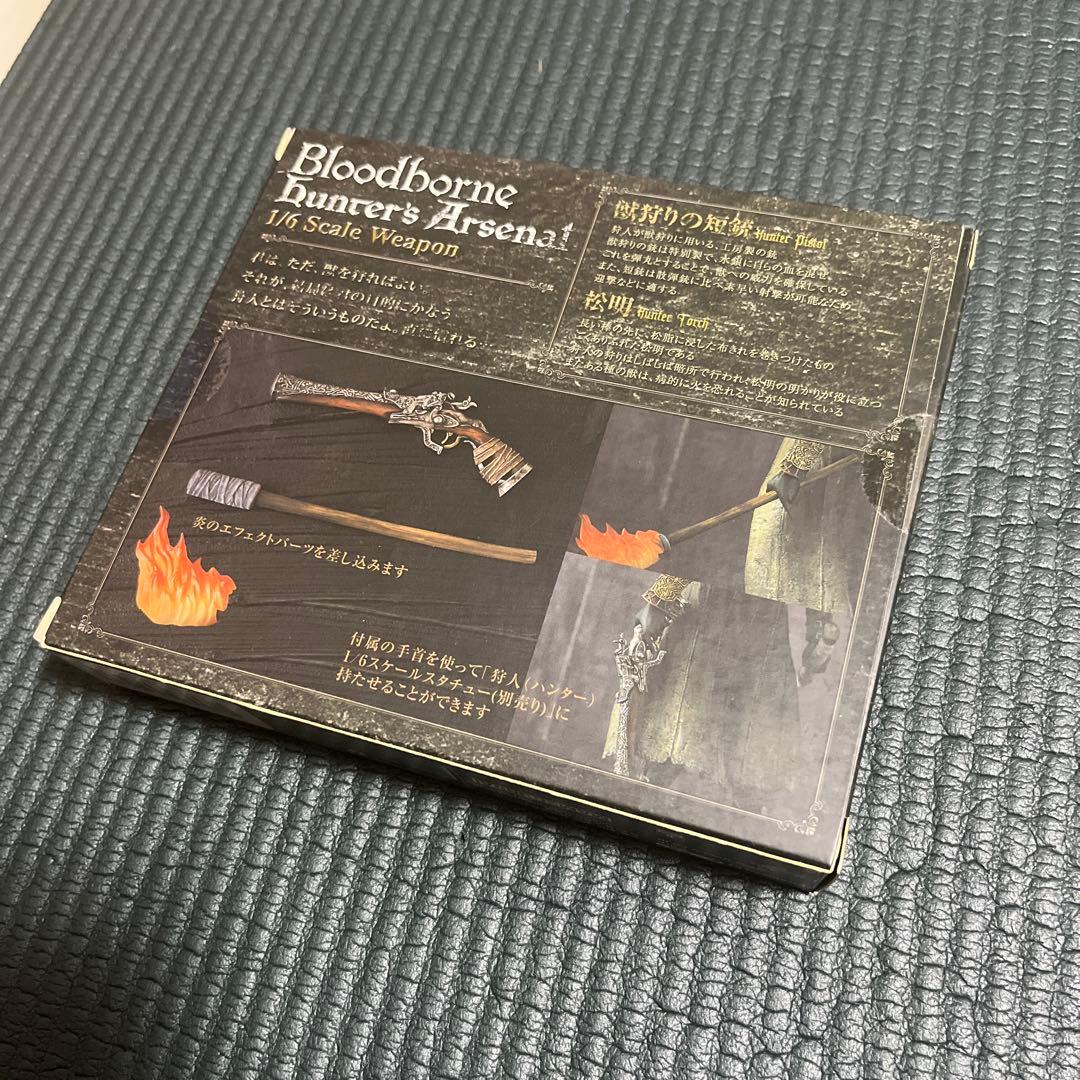 Bloodborne
Hunter's Arsenal
1/6 Scale Weapon
君は、ただ、獣を狩ればよい
それが、結局は君の目的にかなう
狩人とはそういうものだよ。直に慣れる…
獣狩りの短銃 Hunter Pistol
狩人が獣狩りに用いる、工房製の銃
獣狩りの銃は特別製で、水銀に自らの血を混ぜ、
これを弾丸とすることで、獣への威力を確保している
また、短銃は散弾銃に比べ素早い射撃が可能なため
迎撃などに適する
松明 Hunter Torch
長い棒の先に、松脂に浸した布きれを巻きつけたもの
ごくありふれた松明である
狩人の狩りはしばしば暗所で行われ、松明の明かりが役に立つ
ある種の獣は、病的に火を恐れることが知られている
炎のエフェクトパーツを差し込みます
付属の手首を使って「狩人（ハンター）
1/6スケールスタチュー(別売り)」に
持たせることができます